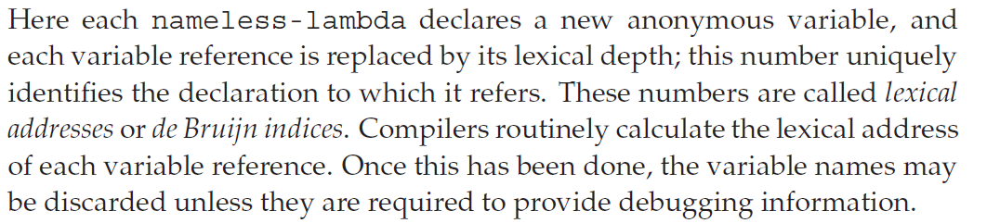 Here each nameless-lambda declares a new anonymous variable, and
each variable reference is replaced by its lexical depth; this number uniquely
identifies the declaration to which it refers. These numbers are called lexical
addresses or de Bruijn indices. Compilers routinely calculate the lexical address
of each variable reference. Once this has been done, the variable names may
be discarded unless they are required to provide debugging information.